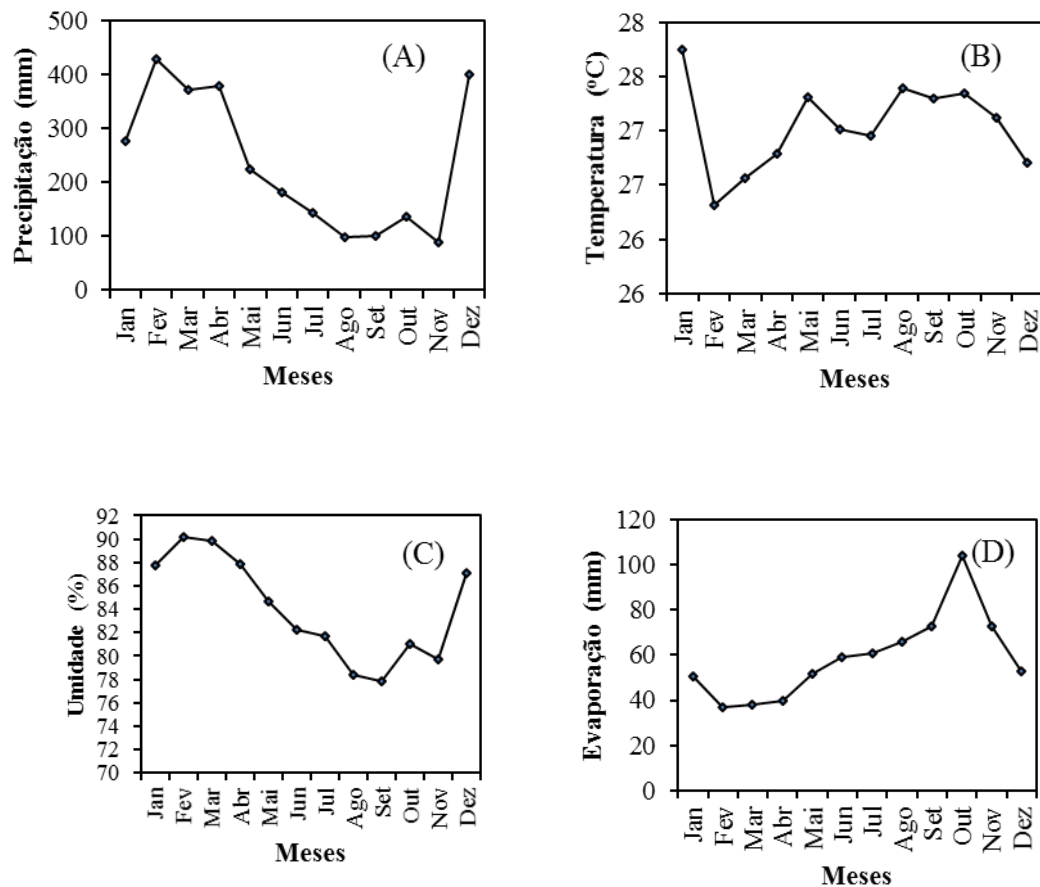 500
400
300
200
100
0
Precipitação (mm)
(A)
Jan Fev Mar Abr Mai Jun Jul Ago Set Out Nov Dez
Meses
28
28
27
27
26
26
Temperatura (ºC)
(B)
Jan Fev Mar Abr Mai Jun Jul Ago Set Out Nov Dez
Meses
92
90
88
86
84
82
80
78
76
74
72
70
Umidade (%)
(C)
Jan Fev Mar Abr Mai Jun Jul Ago Set Out Nov Dez
Meses
120
100
80
60
40
20
0
Evaporação (mm)
(D)
Jan Fev Mar Abr Mai Jun Jul Ago Set Out Nov Dez
Meses